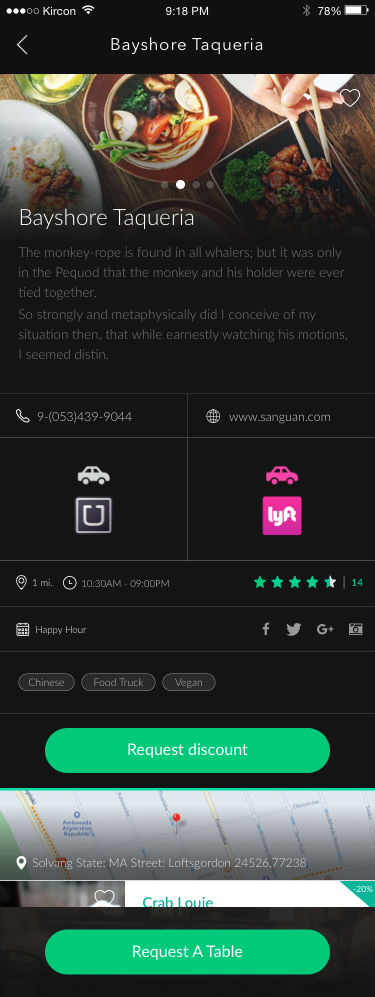 Kircon 9:18 PM 78%
Bayshore Taqueria
Bayshore Taqueria
The monkey-rope is found in all whalers; but it was only
in the Pequod that the monkey and his holder were ever
tied together.
So strongly and metaphysically did I conceive of my
situation then, that while earnestly watching his motions,
I seemed distin.
9-(053)439-9044
www.sanguan.com
U
lyft
1 mi. 10:30AM - 09:00PM | 14
Happy Hour
G+
Chinese Food Truck Vegan
Request discount
Ambasada
Algierskiej
Republiki
Solvang State: MA Street: Loftsgordon 24526,77238
-20%
Crab Louie
Request A Table